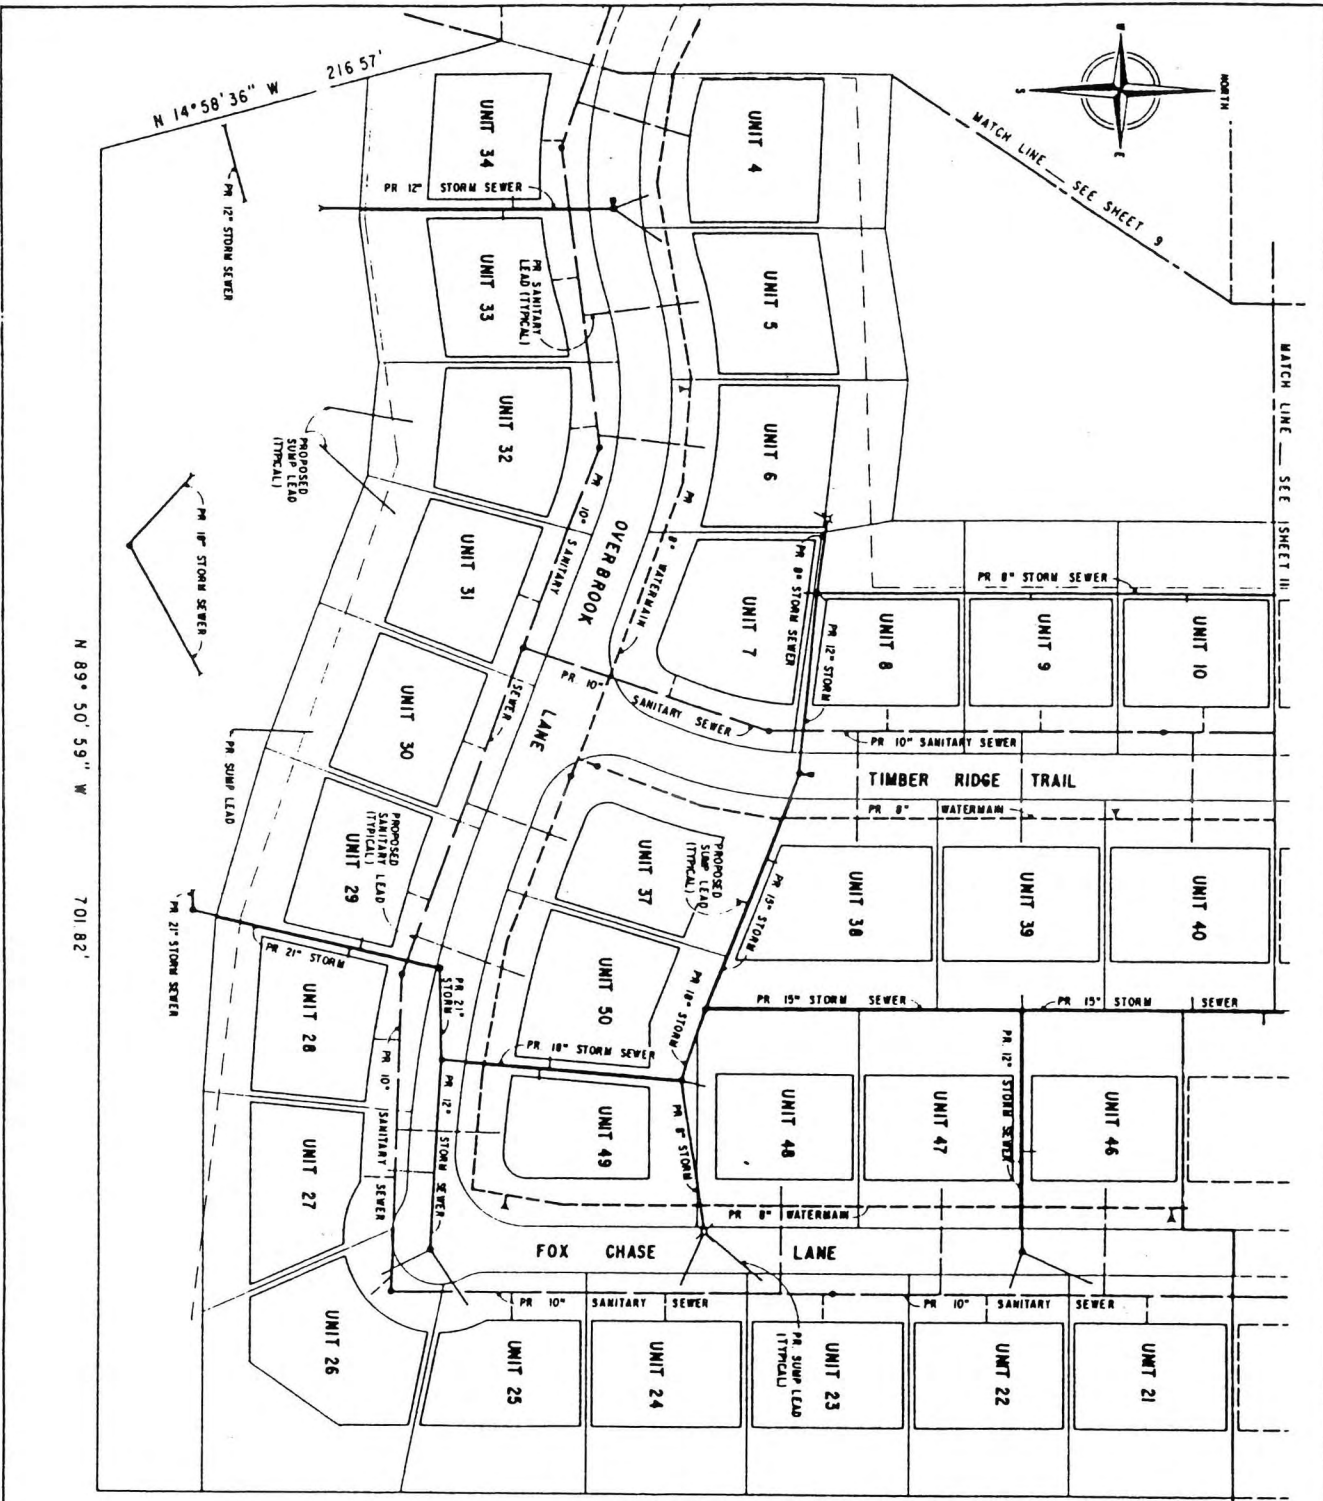 NORTH
W
S
E
MATCH LINE — SEE SHEET 9
MATCH LINE — SEE SHEET 11
N 14°58'36" W 216.57'
N 89° 50' 59" W 701.82'
UNIT 34
UNIT 4
PR 12" STORM SEWER
PR 12" STORM SEWER
UNIT 33
UNIT 5
PR SANITARY
LEAD (TYPICAL)
UNIT 32
UNIT 6
PROPOSED
SUMP LEAD
(TYPICAL)
PR 10" SANITARY SEWER
PR 8" WATERMAIN
OVERBROOK LANE
PR 18" STORM SEWER
UNIT 31
UNIT 7
PR 8" STORM SEWER
PR 12" STORM
PR 8" STORM SEWER
UNIT 8
UNIT 9
UNIT 10
UNIT 30
PR 10" SANITARY SEWER
PR 10" SANITARY SEWER
TIMBER RIDGE TRAIL
PR 8" WATERMAIN
PR SUMP LEAD
PROPOSED
SANITARY LEAD
(TYPICAL)
UNIT 29
UNIT 37
PROPOSED
SUMP LEAD
(TYPICAL)
PR 15" STORM
UNIT 38
UNIT 39
UNIT 40
PR 21" STORM SEWER
PR 21" STORM
PR 21"
STORM
UNIT 50
PR 18" STORM
PR 15" STORM SEWER
PR 15" STORM SEWER
UNIT 28
PR 18" STORM SEWER
PR 12" STORM SEWER
PR 10" SANITARY SEWER
PR 12" STORM SEWER
UNIT 49
PR 8" STORM
UNIT 48
UNIT 47
UNIT 46
UNIT 27
PR 8" WATERMAIN
FOX CHASE LANE
PR 10" SANITARY SEWER
PR 10" SANITARY SEWER
UNIT 26
UNIT 25
UNIT 24
PR. SUMP LEAD
(TYPICAL)
UNIT 23
UNIT 22
UNIT 21